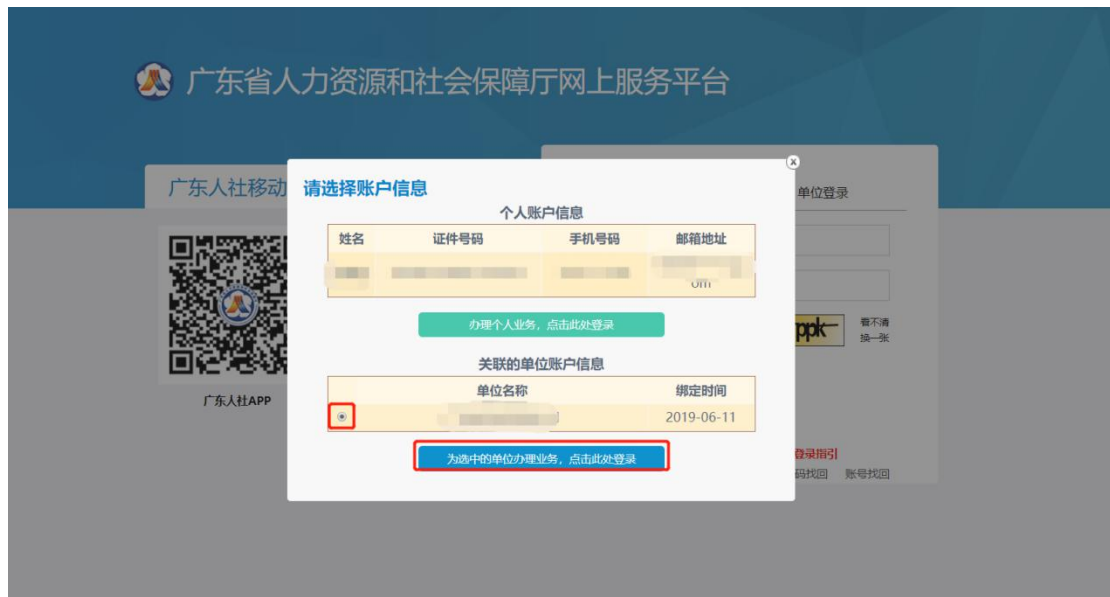 广东省人力资源和社会保障厅网上服务平台
广东人社移动
单位登录
请选择账户信息
个人账户信息
姓名 证件号码 手机号码 邮箱地址
om
办理个人业务，点击此处登录
ppk
看不清
换一张
关联的单位账户信息
单位名称 绑定时间
2019-06-11
广东人社APP
为选中的单位办理业务，点击此处登录
登录指引
码找回 账号找回